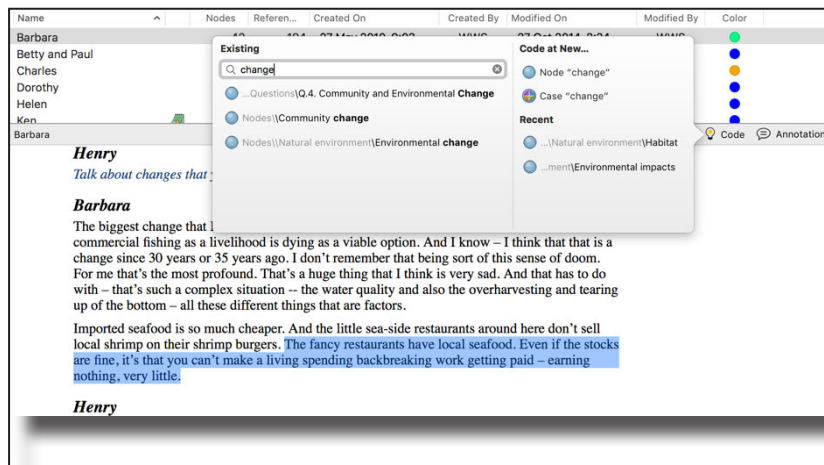 Name Nodes Referen... Created On Created By Modified On Modified By Color
Barbara
Betty and Paul
Charles
Dorothy
Helen
Ken
Existing
change
...Questions\Q.4. Community and Environmental Change
Nodes\\Community change
Nodes\\Natural environment\Environmental change
Code at New...
Node “change”
Case “change”
Recent
...\Natural environment\Habitat
...ment\Environmental impacts
Barbara Code Annotation
Henry
Talk about changes that
Barbara
The biggest change that
commercial fishing as a livelihood is dying as a viable option. And I know – I think that that is a
change since 30 years or 35 years ago. I don’t remember that being sort of this sense of doom.
For me that’s the most profound. That’s a huge thing that I think is very sad. And that has to do
with – that’s such a complex situation -- the water quality and also the overharvesting and tearing
up of the bottom – all these different things that are factors.
Imported seafood is so much cheaper. And the little sea-side restaurants around here don’t sell
local shrimp on their shrimp burgers. The fancy restaurants have local seafood. Even if the stocks
are fine, it’s that you can’t make a living spending backbreaking work getting paid – earning
nothing, very little.
Henry